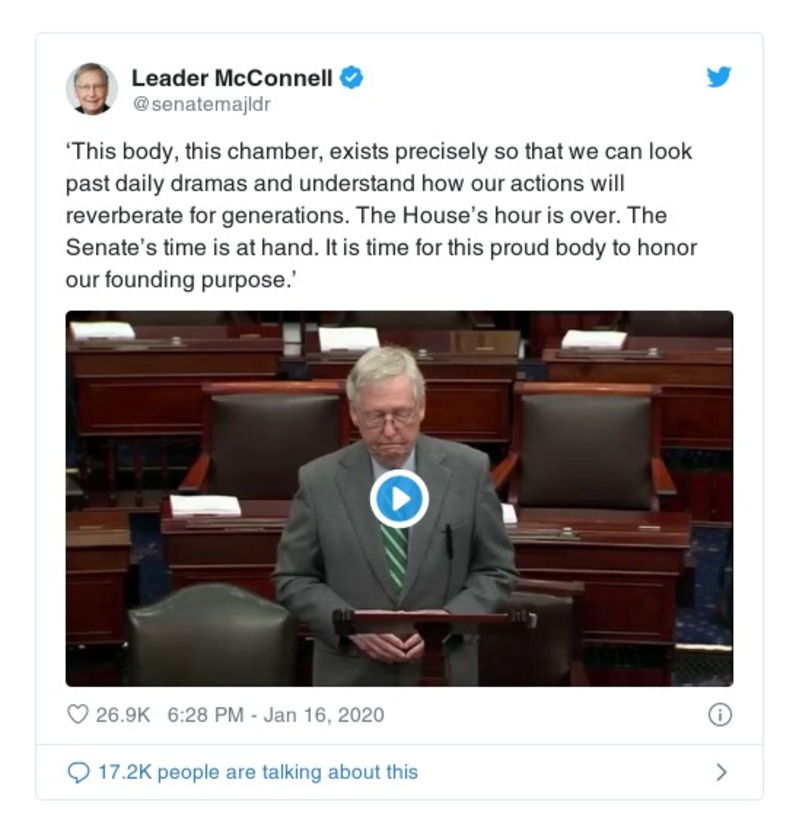 Leader McConnell
@senatemajldr
‘This body, this chamber, exists precisely so that we can look
past daily dramas and understand how our actions will
reverberate for generations. The House’s hour is over. The
Senate’s time is at hand. It is time for this proud body to honor
our founding purpose.’
26.9K 6:28 PM - Jan 16, 2020
17.2K people are talking about this